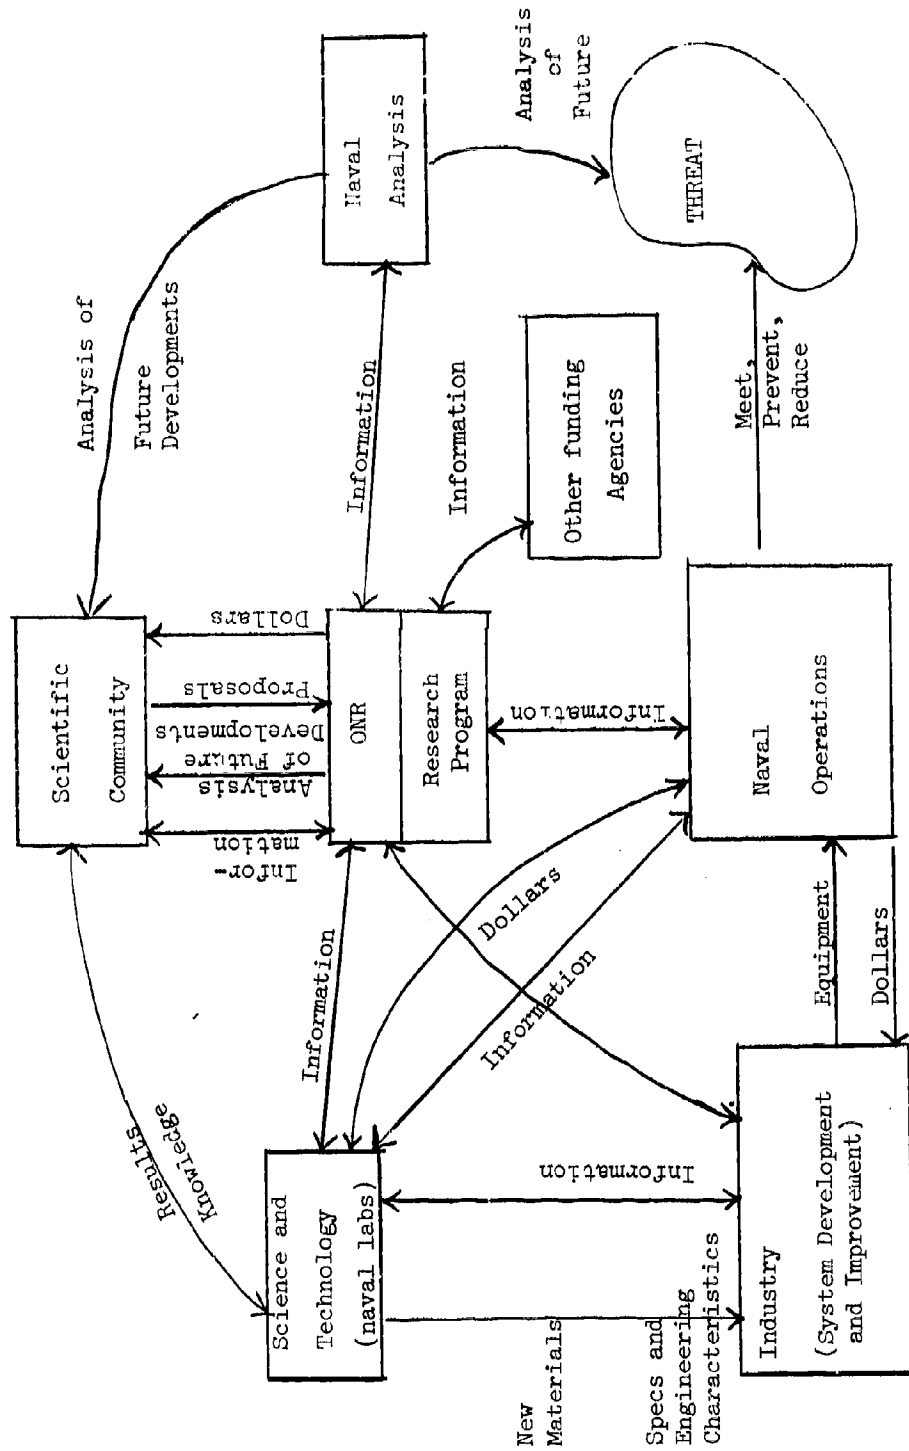 Scientific
Community
Analysis of
Future
Developments
Results
Knowledge
Infor-
mation
Analysis
of Future
Developments
Proposals
Dollars
Science and
Technology
(naval labs)
Information
ONR
Research
Program
Information
Naval
Analysis
Information
Other funding
Agencies
Analysis
of
Future
Dollars
Information
Information
Information
THREAT
New
Materials
Specs and
Engineering
Characteristics
Industry
(System Development
and Improvement)
Equipment
Dollars
Naval
Operations
Meet,
Prevent,
Reduce